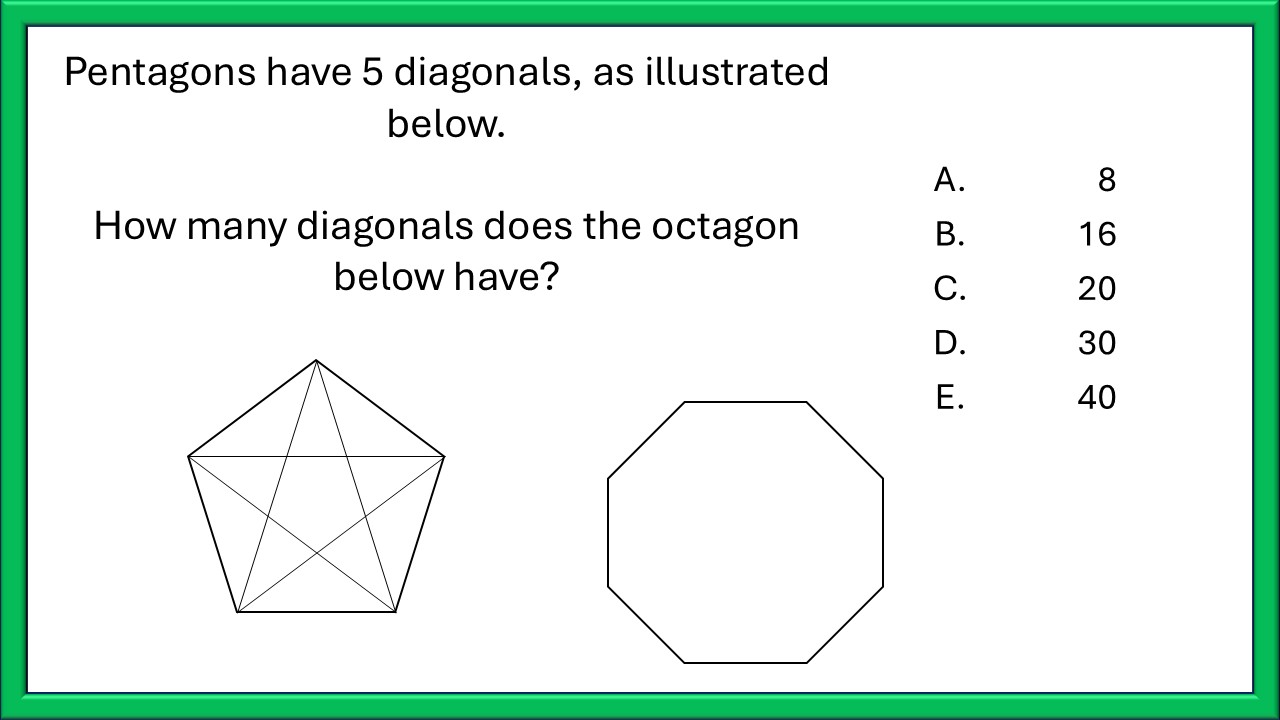 Pentagons have 5 diagonals, as illustrated
below.
How many diagonals does the octagon
below have?
A. 8
B. 16
C. 20
D. 30
E. 40